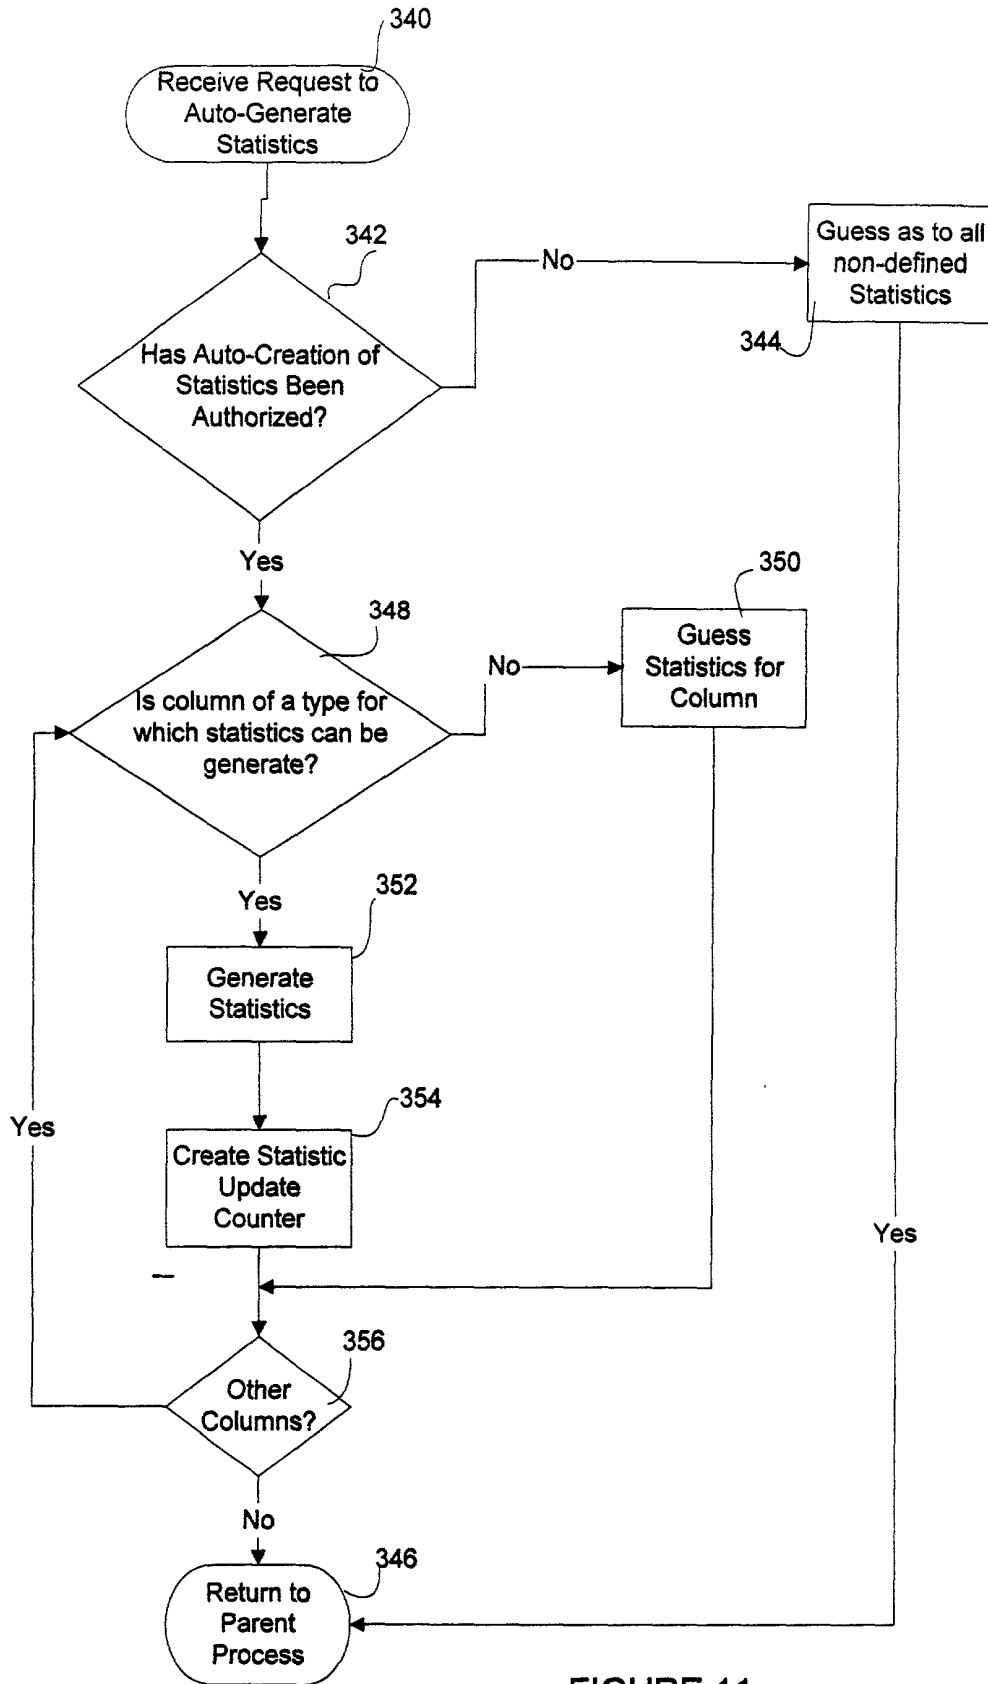 340
Receive Request to
Auto-Generate
Statistics
342
Has Auto-Creation of
Statistics Been
Authorized?
No
Guess as to all
non-defined
Statistics
344
Yes
348
Is column of a type for
which statistics can be
generate?
No
350
Guess
Statistics for
Column
Yes
352
Generate
Statistics
354
Create Statistic
Update
Counter
Yes
Yes
356
Other
Columns?
No
346
Return to
Parent
Process
FIGURE 11